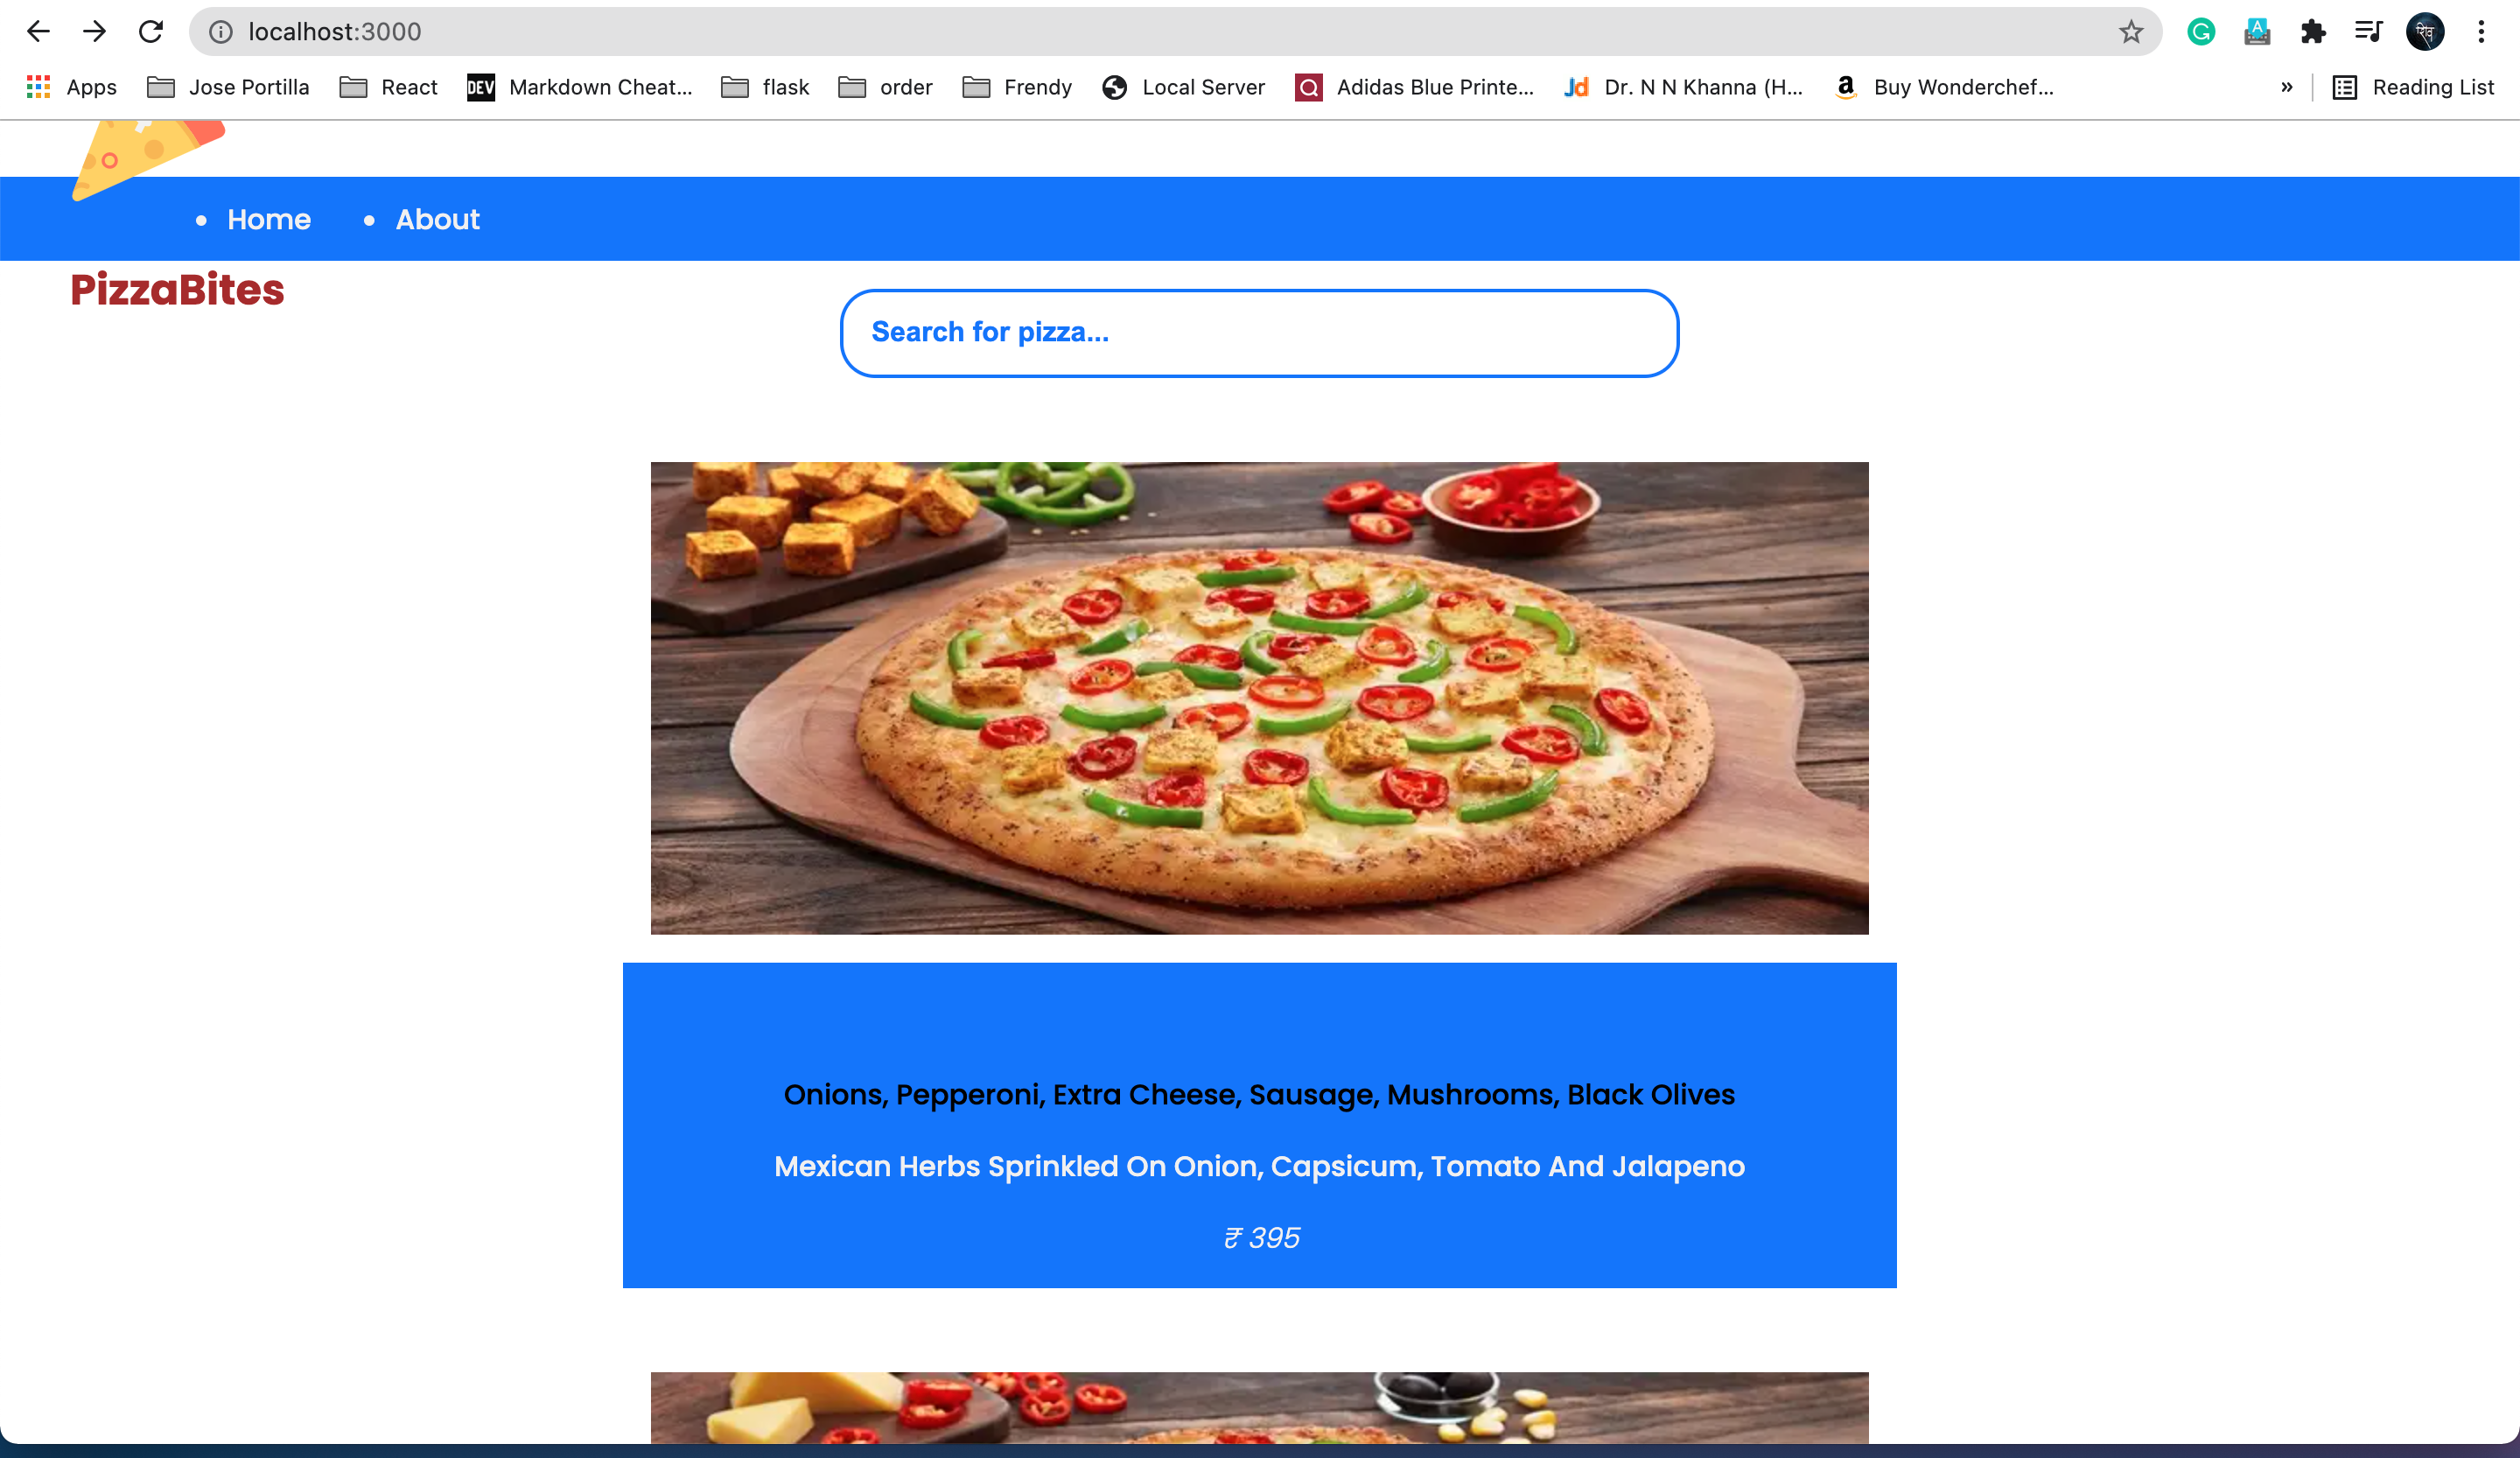 localhost:3000
Apps Jose Portilla React DEV Markdown Cheat... flask order Frendy Local Server Adidas Blue Printe... Jd Dr. N N Khanna (H... a Buy Wonderchef... » Reading List
Home About
PizzaBites
Search for pizza...
Onions, Pepperoni, Extra Cheese, Sausage, Mushrooms, Black Olives
Mexican Herbs Sprinkled On Onion, Capsicum, Tomato And Jalapeno
₹ 395